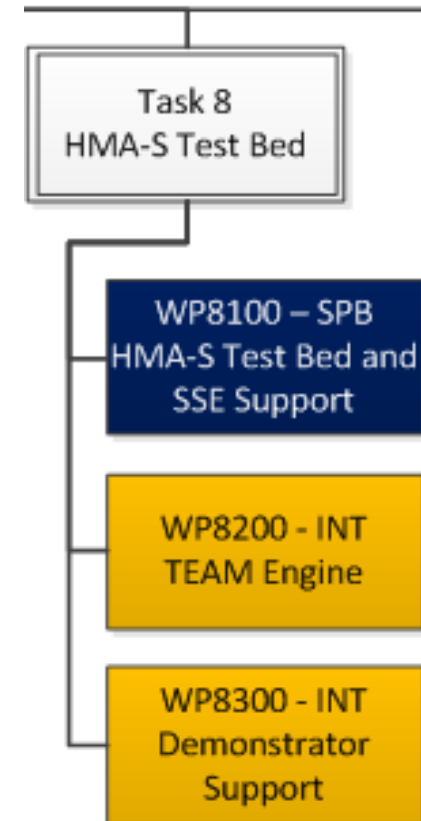 Task 8
HMA-S Test Bed
WP8100 – SPB
HMA-S Test Bed and
SSE Support
WP8200 - INT
TEAM Engine
WP8300 - INT
Demonstrator
Support